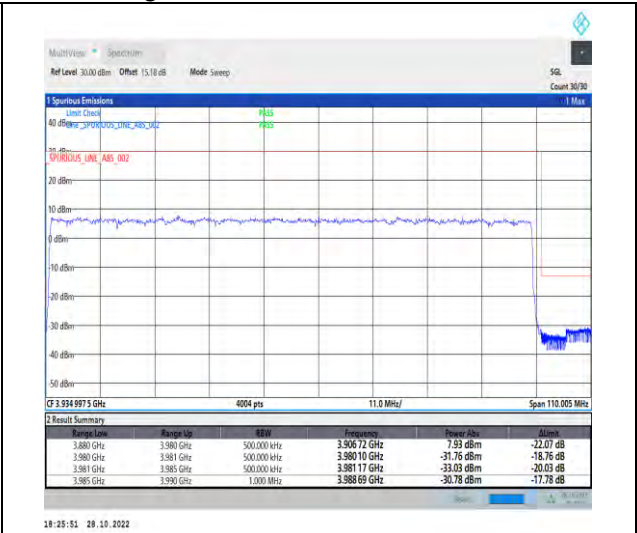 MultiView Spectrum
Ref Level 30.00 dBm Offset 15.18 dB Mode Sweep SGL
Count 30/30
1 Spurious Emissions 1 Max
Limit Check PASS
40 dBm Line _SPURIOUS_LINE_ABS_002 PASS
30 dBm
_SPURIOUS_LINE_ABS_002
20 dBm
10 dBm
0 dBm
-10 dBm
-20 dBm
-30 dBm
-40 dBm
-50 dBm
CF 3.934 997 5 GHz 4004 pts 11.0 MHz/ Span 110.005 MHz
2 Result Summary
Range Low Range Up RBW Frequency Power Abs ΔLimit
3.880 GHz 3.980 GHz 500.000 kHz 3.906 72 GHz 7.93 dBm -22.07 dB
3.980 GHz 3.981 GHz 500.000 kHz 3.980 10 GHz -31.76 dBm -18.76 dB
3.981 GHz 3.985 GHz 500.000 kHz 3.981 17 GHz -33.03 dBm -20.03 dB
3.985 GHz 3.990 GHz 1.000 MHz 3.988 69 GHz -30.78 dBm -17.78 dB
18:25:51 28.10.2022